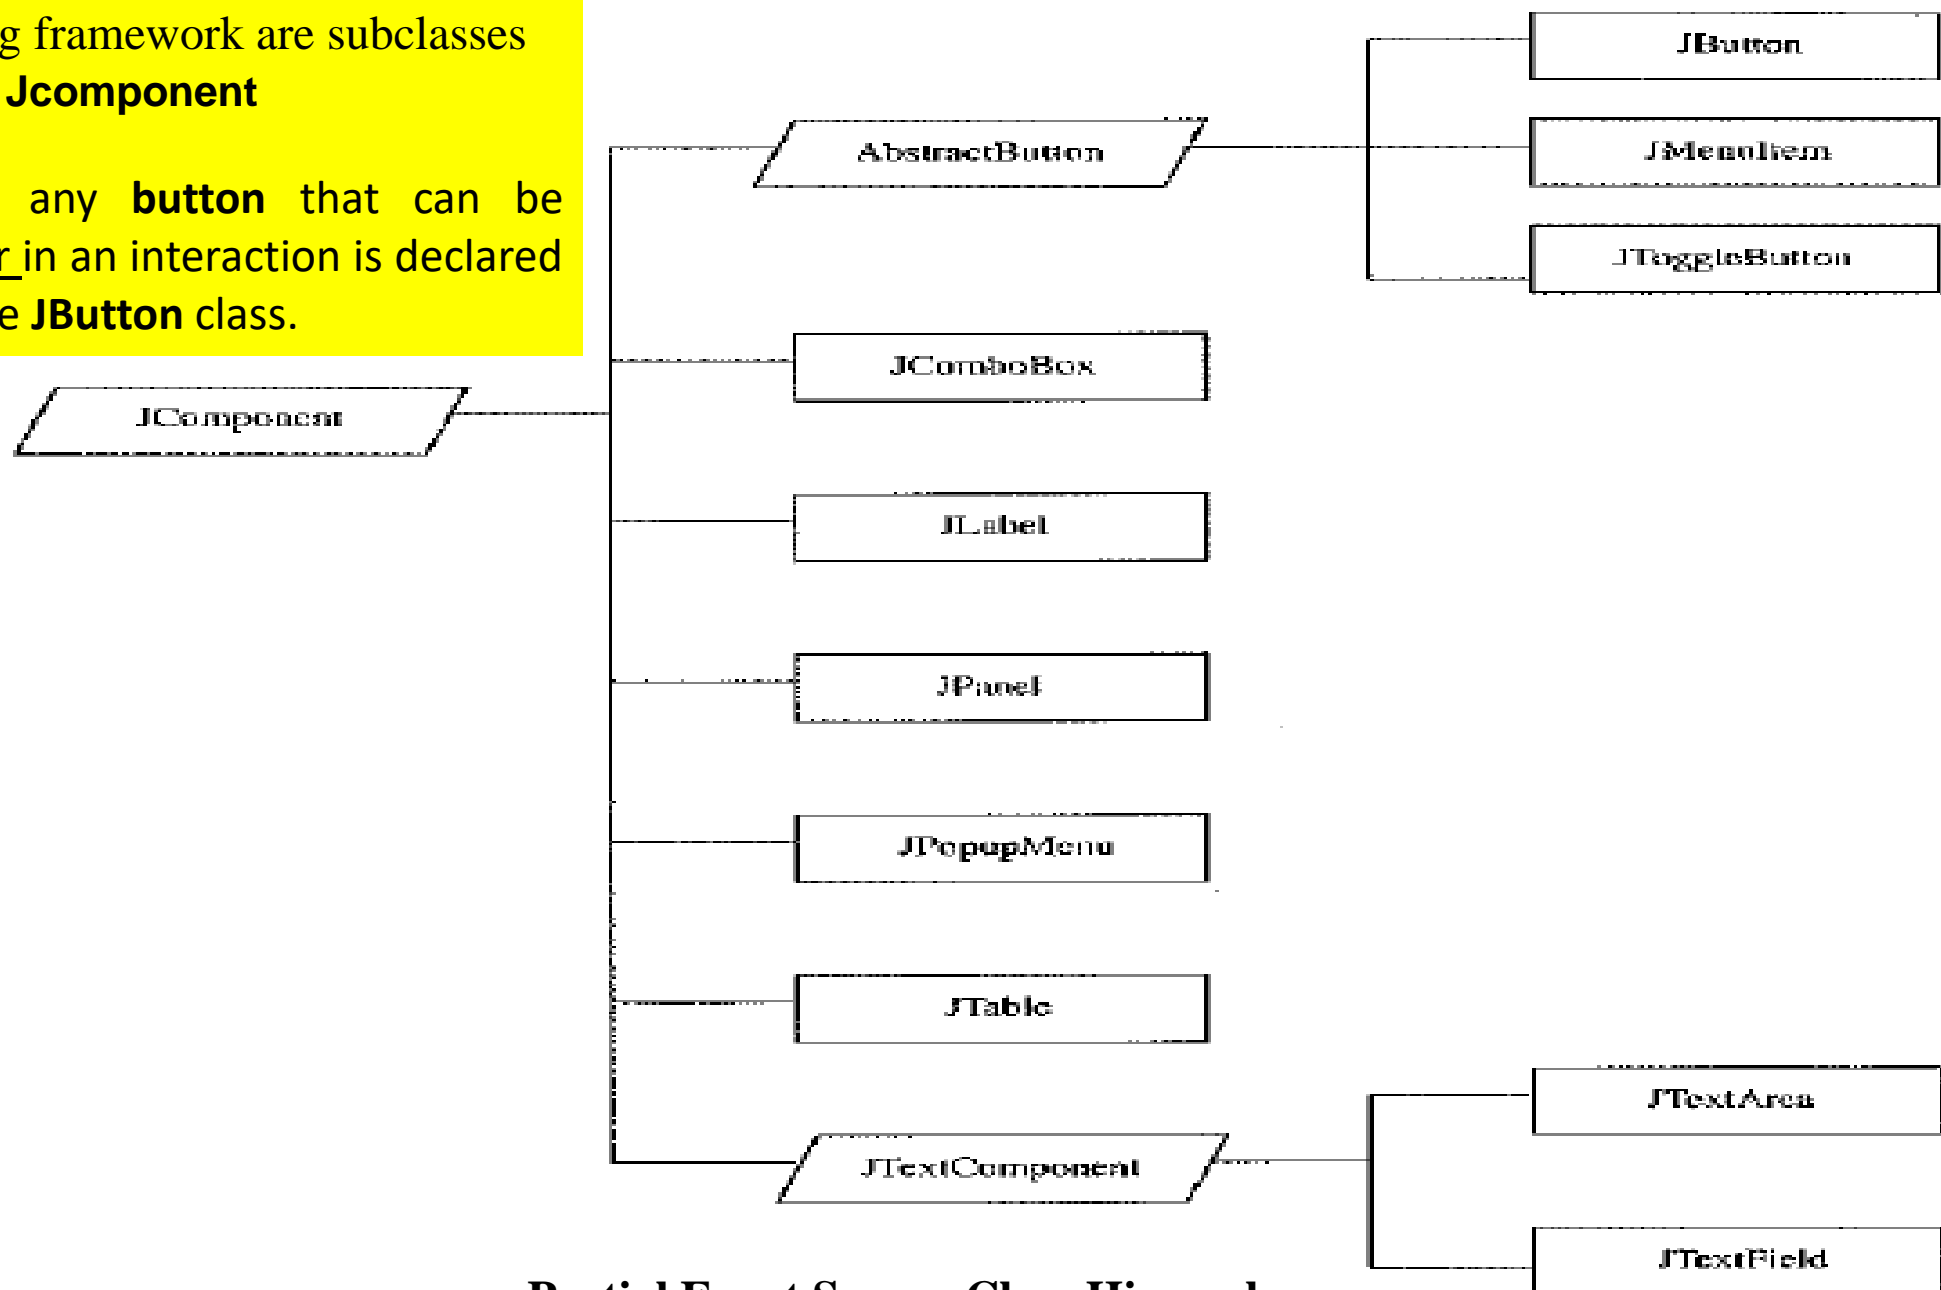 g framework are subclasses
Jcomponent
any button that can be
r in an interaction is declared
e JButton class.
JButton
AbstractButton
JMenuItem
JToggleButton
JComboBox
JComponent
JLabel
JPanel
JPopupMenu
JTable
JTextArea
JTextComponent
JTextField